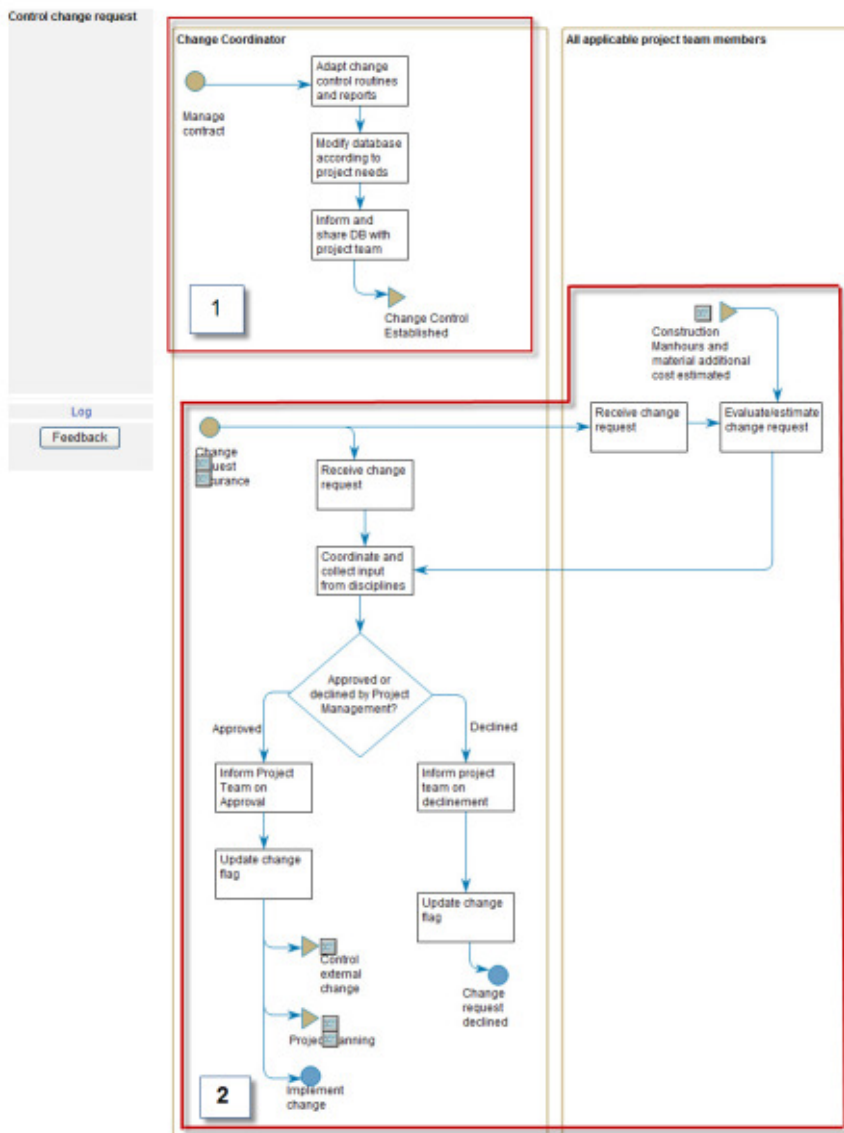 Control change request
Change Coordinator
All applicable project team members
Adapt change
control routines
and reports
Manage
contract
Modify database
according to
project needs
Inform and
share DB with
project team
1
Change Control
Established
Construction
Manhours and
material additional
cost estimated
Log
Feedback
Receive change
request
Evaluate/estimate
change request
Change
Receive change
request
Coordinate and
collect input
from disciplines
Approved or
declined by Project
Management?
Approved
Declined
Inform Project
Team on
Approval
Inform project
team on
declinement
Update change
flag
Update change
flag
Control
external
change
Change
request
declined
Implement
change
2